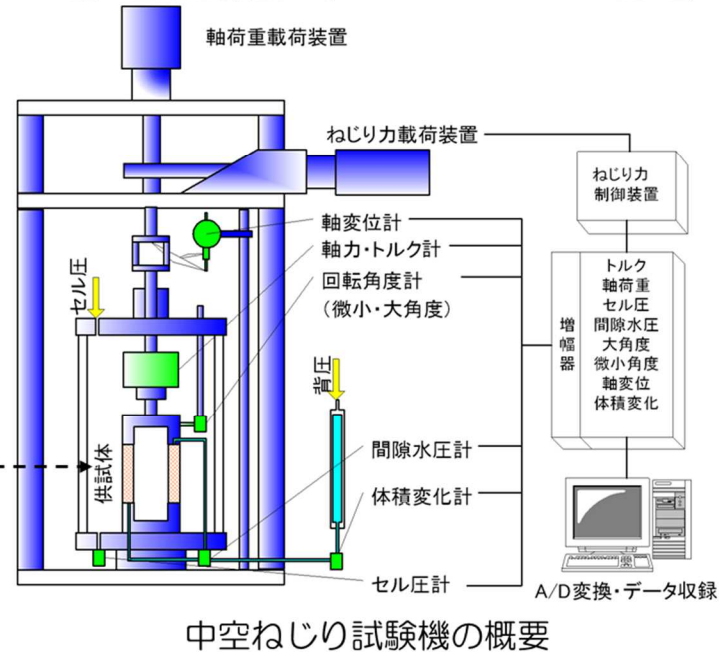 軸荷重載荷装置
ねじり力載荷装置
ねじり力
制御装置
軸変位計
軸力・トルク計
回転角度計
(微小・大角度)
セル圧
背圧
供試体
間隙水圧計
体積変化計
セル圧計
増幅器
トルク
軸荷重
セル圧
間隙水圧
大角度
微小角度
軸変位
体積変化
A/D変換・データ収録
中空ねじり試験機の概要